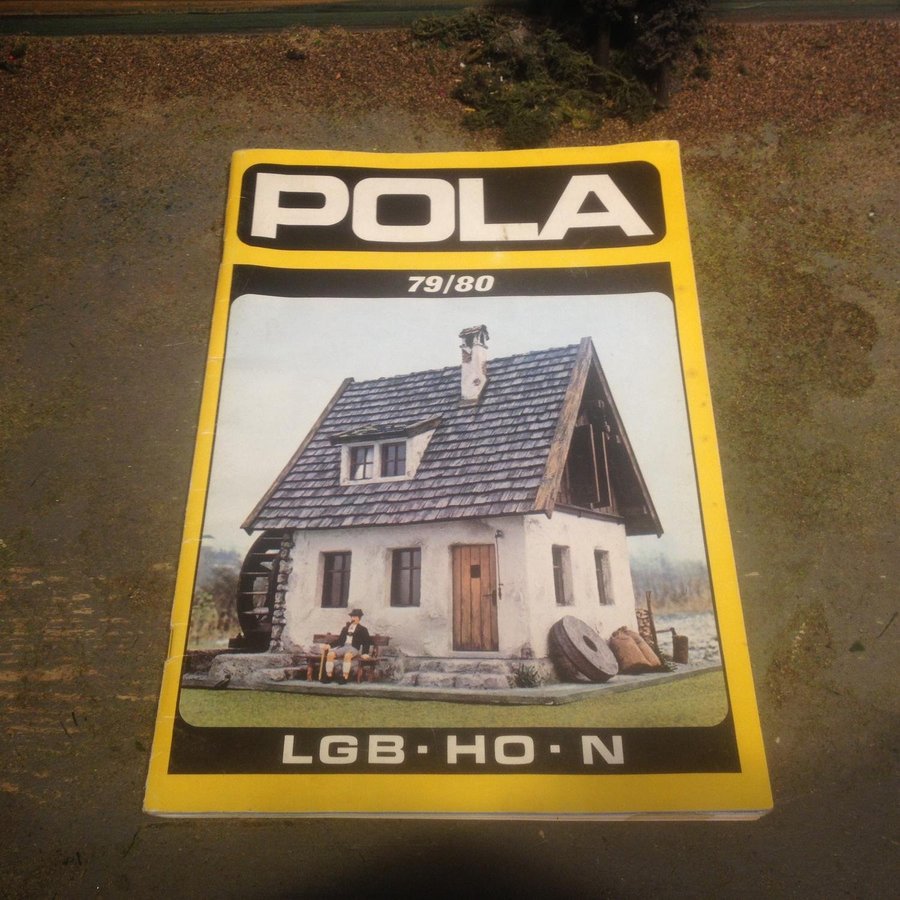 POLA
79/80
LGB · HO · N